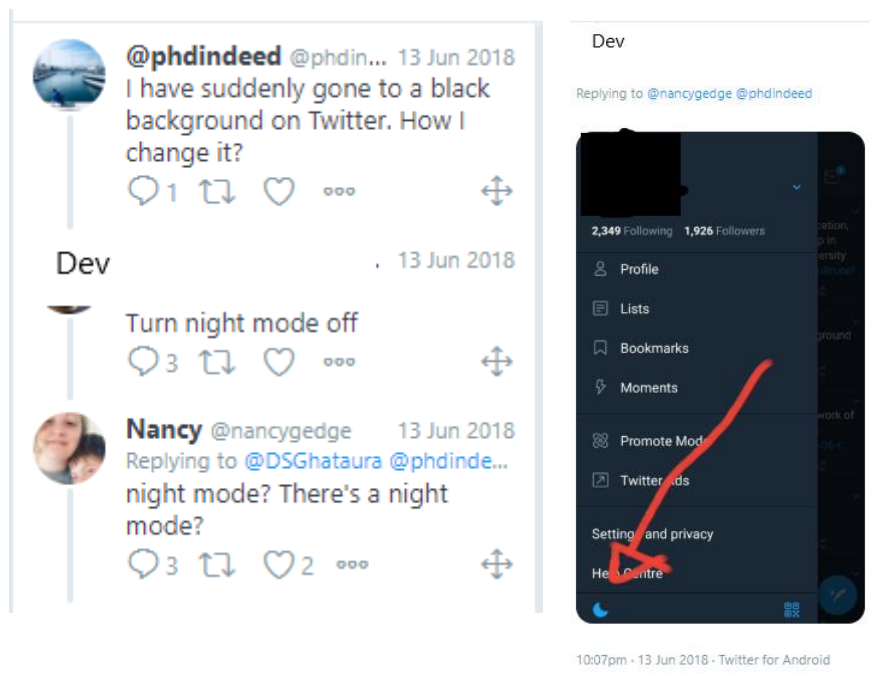 @phdindeed @phdin... 13 Jun 2018
I have suddenly gone to a black
background on Twitter. How I
change it?
1
Dev 13 Jun 2018
Turn night mode off
3
Nancy @nancygedge 13 Jun 2018
Replying to @DSGhataura @phdinde...
night mode? There's a night
mode?
3 2
Dev
Replying to @nancygedge @phdindeed
2,349 Following 1,926 Followers
Profile
Lists
Bookmarks
Moments
Promote Mode
Twitter Ads
Settings and privacy
Help Centre
10:07pm · 13 Jun 2018 · Twitter for Android